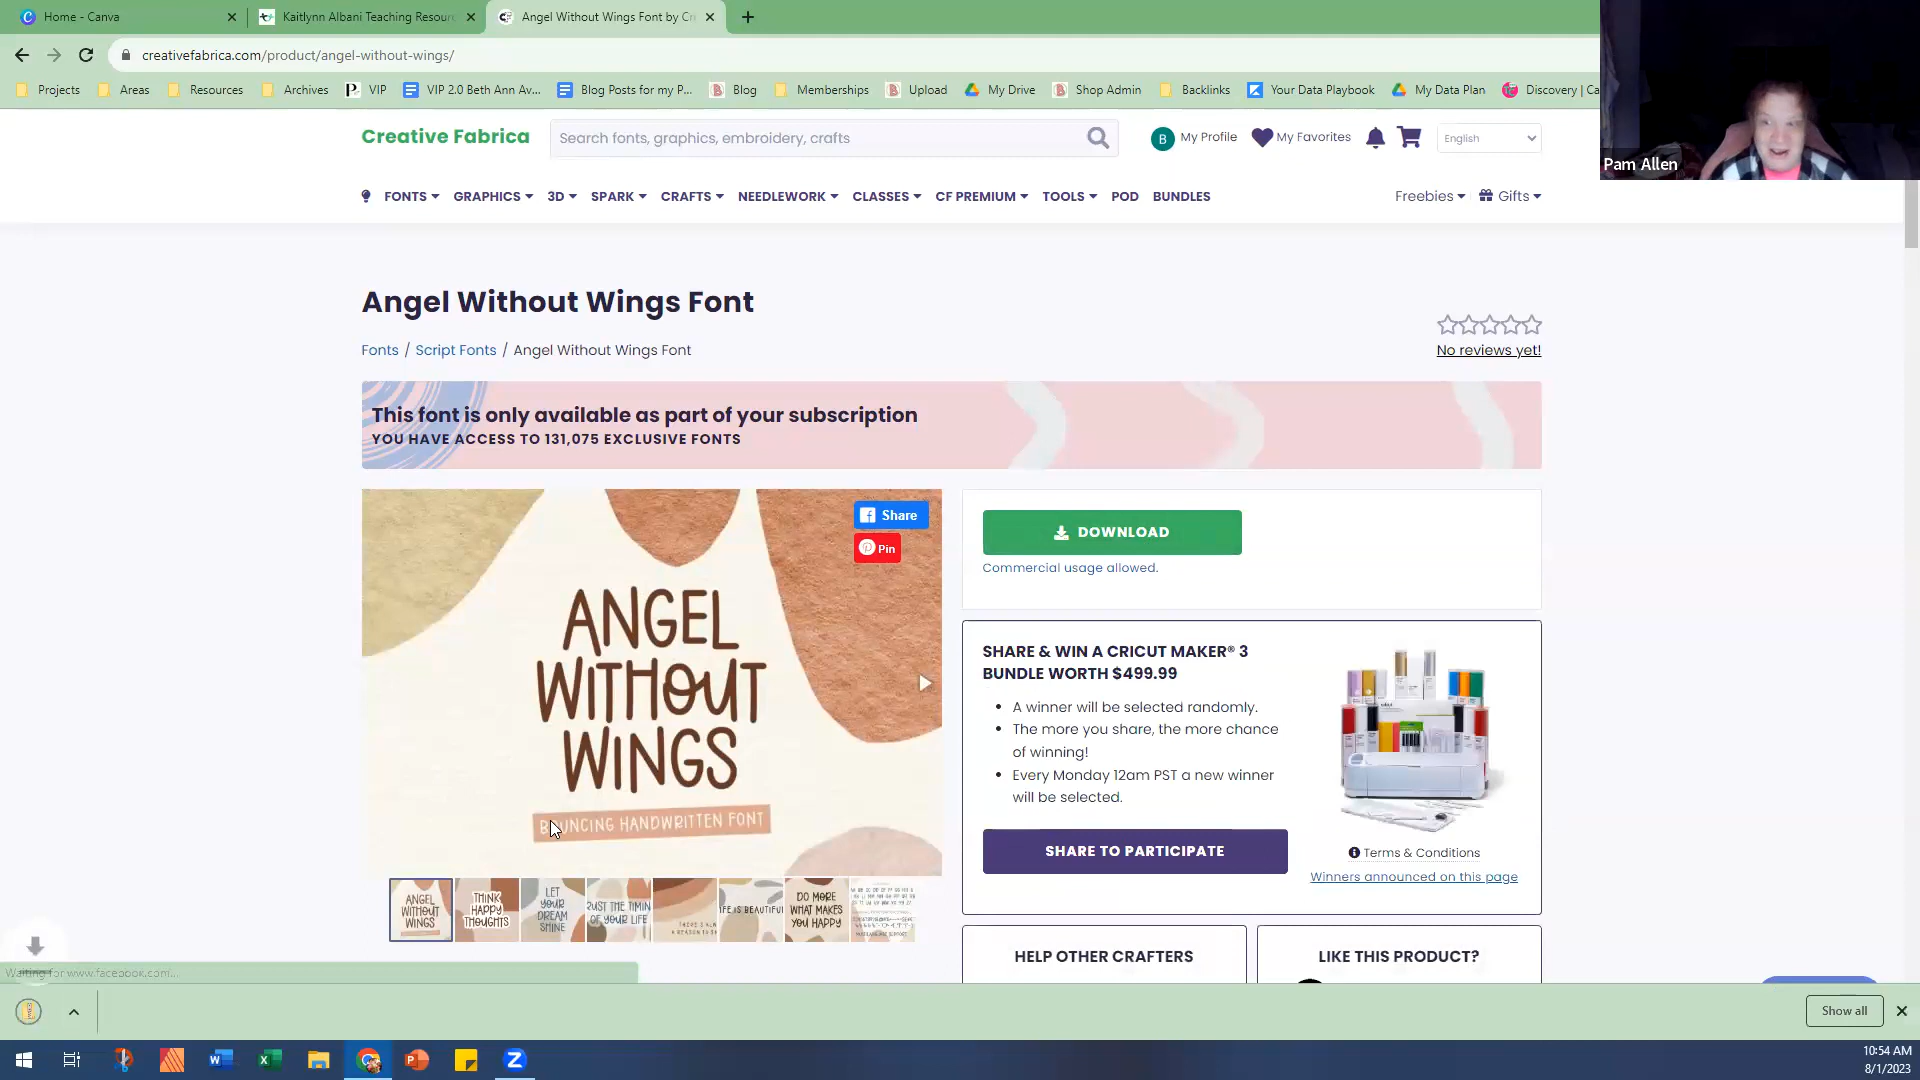 Home - Canva
Kaitlynn Albani Teaching Resour
Angel Without Wings Font by Cr
creativefabrica.com/product/angel-without-wings/
Projects
Areas
Resources
Archives
VIP
VIP 2.0 Beth Ann Av...
Blog Posts for my P...
Blog
Memberships
Upload
My Drive
Shop Admin
Backlinks
Your Data Playbook
My Data Plan
Discovery | Ca
Pam Allen
Creative Fabrica
Search fonts, graphics, embroidery, crafts
B
My Profile
My Favorites
English
FONTS
GRAPHICS
3D
SPARK
CRAFTS
NEEDLEWORK
CLASSES
CF PREMIUM
TOOLS
POD
BUNDLES
Freebies
Gifts
Angel Without Wings Font
Fonts / Script Fonts / Angel Without Wings Font
No reviews yet!
This font is only available as part of your subscription
YOU HAVE ACCESS TO 131,075 EXCLUSIVE FONTS
Share
Pin
ANGEL
WITHOUT
WINGS
BOUNCING HANDWRITTEN FONT
DOWNLOAD
Commercial usage allowed.
SHARE & WIN A CRICUT MAKER® 3
BUNDLE WORTH $499.99
A winner will be selected randomly.
The more you share, the more chance
of winning!
Every Monday 12am PST a new winner
will be selected.
SHARE TO PARTICIPATE
Terms & Conditions
Winners announced on this page
ANGEL
WITHOUT
WINGS
THINK
HAPPY
THOUGHTS
LET
YOUR
DREAM
SHINE
JUST THE TIMIN
OF YOUR LIFE
IFE IS BEAUTIFUL
DO MORE
WHAT MAKES
YOU HAPPY
HELP OTHER CRAFTERS
LIKE THIS PRODUCT?
Waiting for www.facebook.com...
Show all
10:54 AM
8/1/2023